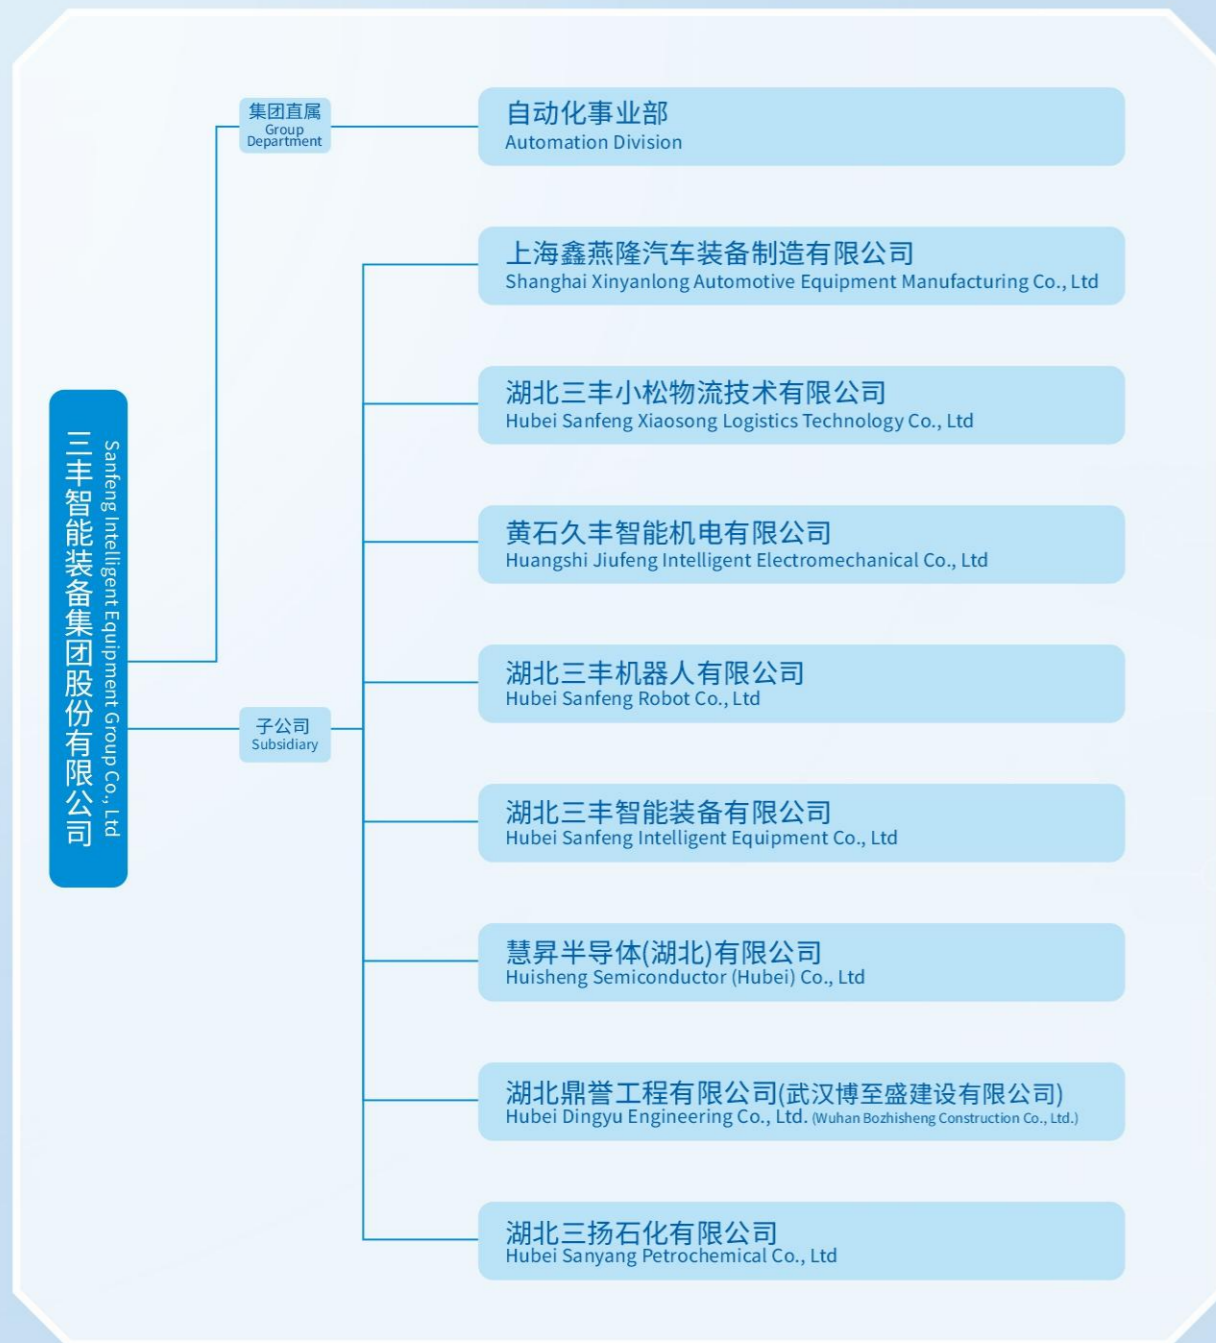 集团直属
Group
Department
自动化事业部
Automation Division
上海鑫燕隆汽车装备制造有限公司
Shanghai Xinyanlong Automotive Equipment Manufacturing Co., Ltd
湖北三丰小松物流技术有限公司
Hubei Sanfeng Xiaosong Logistics Technology Co., Ltd
三丰智能装备集团股份有限公司
Sanfeng Intelligent Equipment Group Co., Ltd
黄石久丰智能机电有限公司
Huangshi Jiufeng Intelligent Electromechanical Co., Ltd
湖北三丰机器人有限公司
Hubei Sanfeng Robot Co., Ltd
子公司
Subsidiary
湖北三丰智能装备有限公司
Hubei Sanfeng Intelligent Equipment Co., Ltd
慧昇半导体(湖北)有限公司
Huisheng Semiconductor (Hubei) Co., Ltd
湖北鼎誉工程有限公司(武汉博至盛建设有限公司)
Hubei Dingyu Engineering Co., Ltd. (Wuhan Bozhisheng Construction Co., Ltd.)
湖北三扬石化有限公司
Hubei Sanyang Petrochemical Co., Ltd